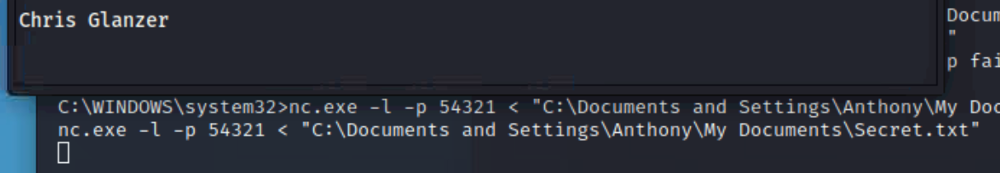 Chris Glanzer
Docum
"
p fai
C:\WINDOWS\system32>nc.exe -l -p 54321 < "C:\Documents and Settings\Anthony\My Doc
nc.exe -l -p 54321 < "C:\Documents and Settings\Anthony\My Documents\Secret.txt"